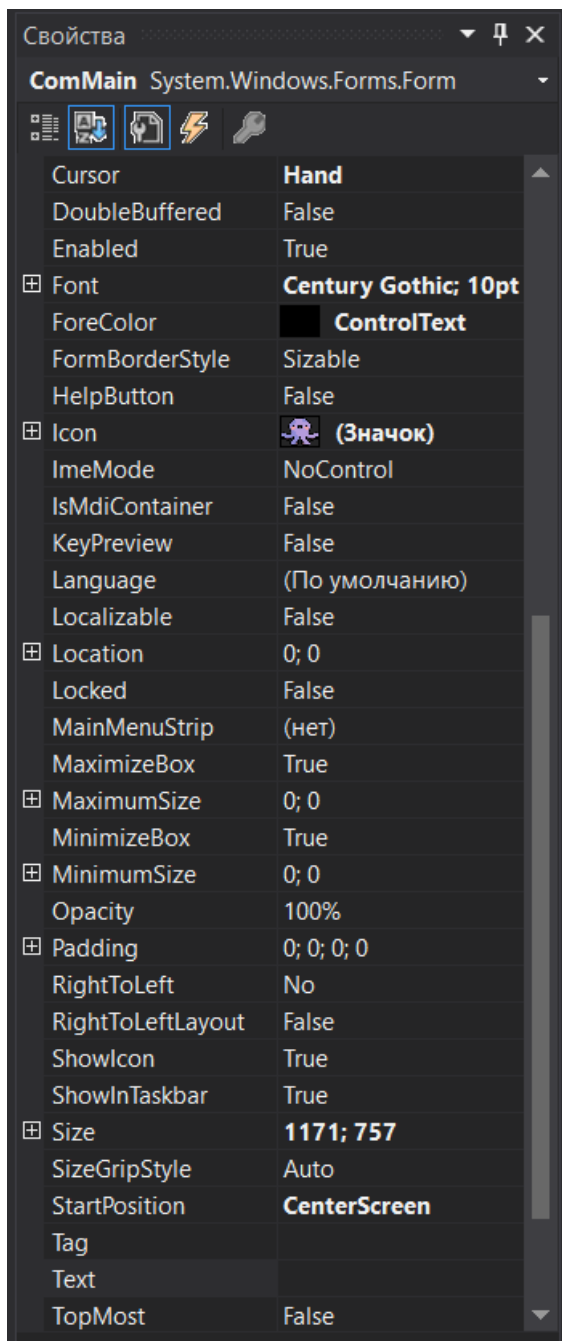 Свойства
ComMain System.Windows.Forms.Form
Cursor Hand
DoubleBuffered False
Enabled True
Font Century Gothic; 10pt
ForeColor ControlText
FormBorderStyle Sizable
HelpButton False
Icon (Значок)
ImeMode NoControl
IsMdiContainer False
KeyPreview False
Language (По умолчанию)
Localizable False
Location 0; 0
Locked False
MainMenuStrip (нет)
MaximizeBox True
MaximumSize 0; 0
MinimizeBox True
MinimumSize 0; 0
Opacity 100%
Padding 0; 0; 0; 0
RightToLeft No
RightToLeftLayout False
ShowIcon True
ShowInTaskbar True
Size 1171; 757
SizeGripStyle Auto
StartPosition CenterScreen
Tag
Text
TopMost False